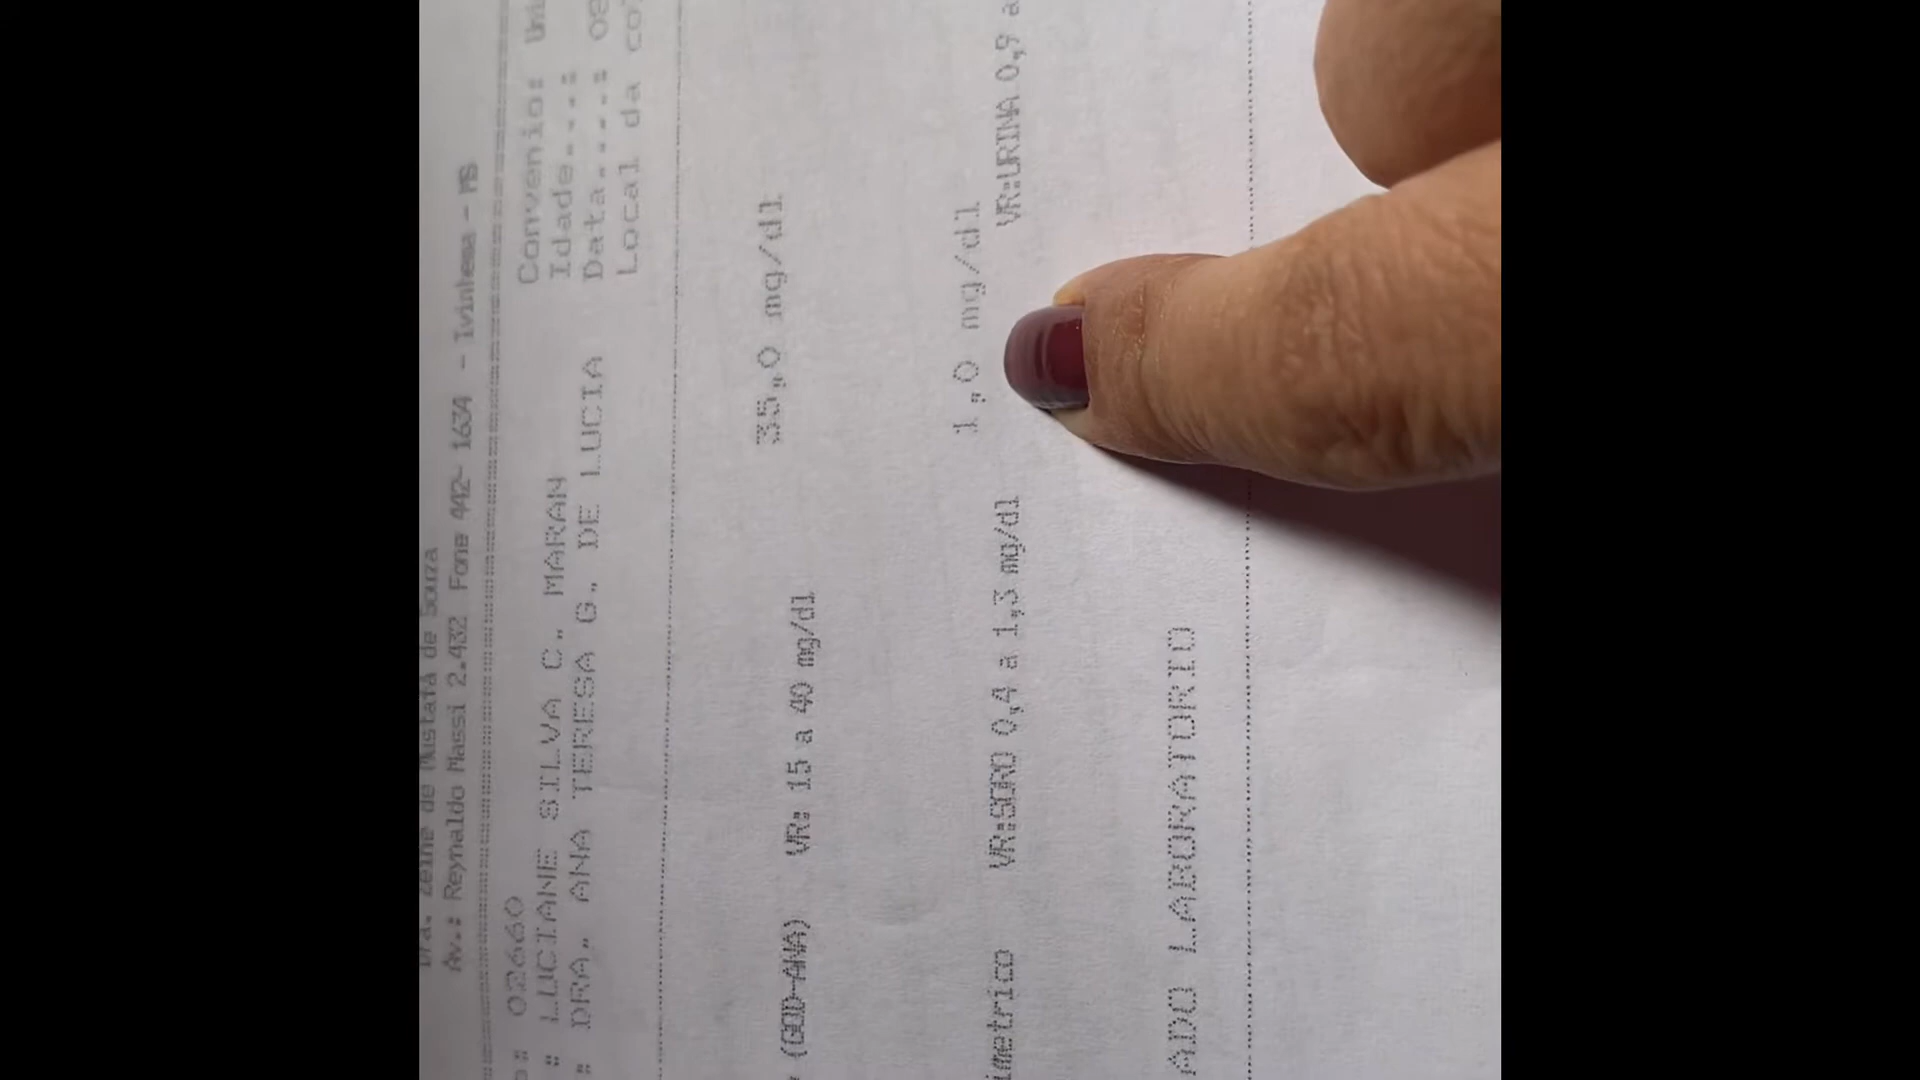 Dra. Zeine de Mustafá de Souza
Av.: Reynaldo Massi 2.432 Fone 442- 1634 - Ivinhema - MS
: 02660 Convenio: Uni
: LUCIANE SILVA C. MARAN Idade....:
: DRA. ANA TERESA G. DE LUCIA Data.....: 08
Local da co
35,0 mg/dl
(GOD-ANA) VR: 15 a 40 mg/dl
1,0 mg/dl
imetrico VR:SORO 0,4 a 1,3 mg/dl VR:URINA 0,9 a
ADO LABORATORIO